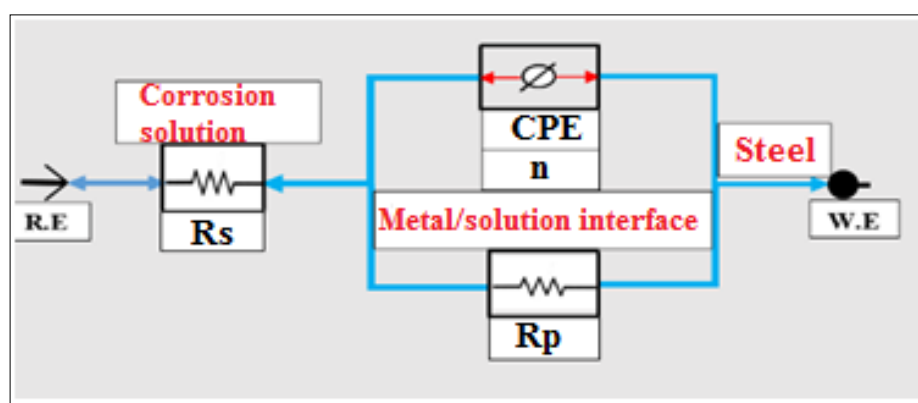 Corrosion
solution
R.E
Rs
CPE
n
Metal/solution interface
Rp
Steel
W.E